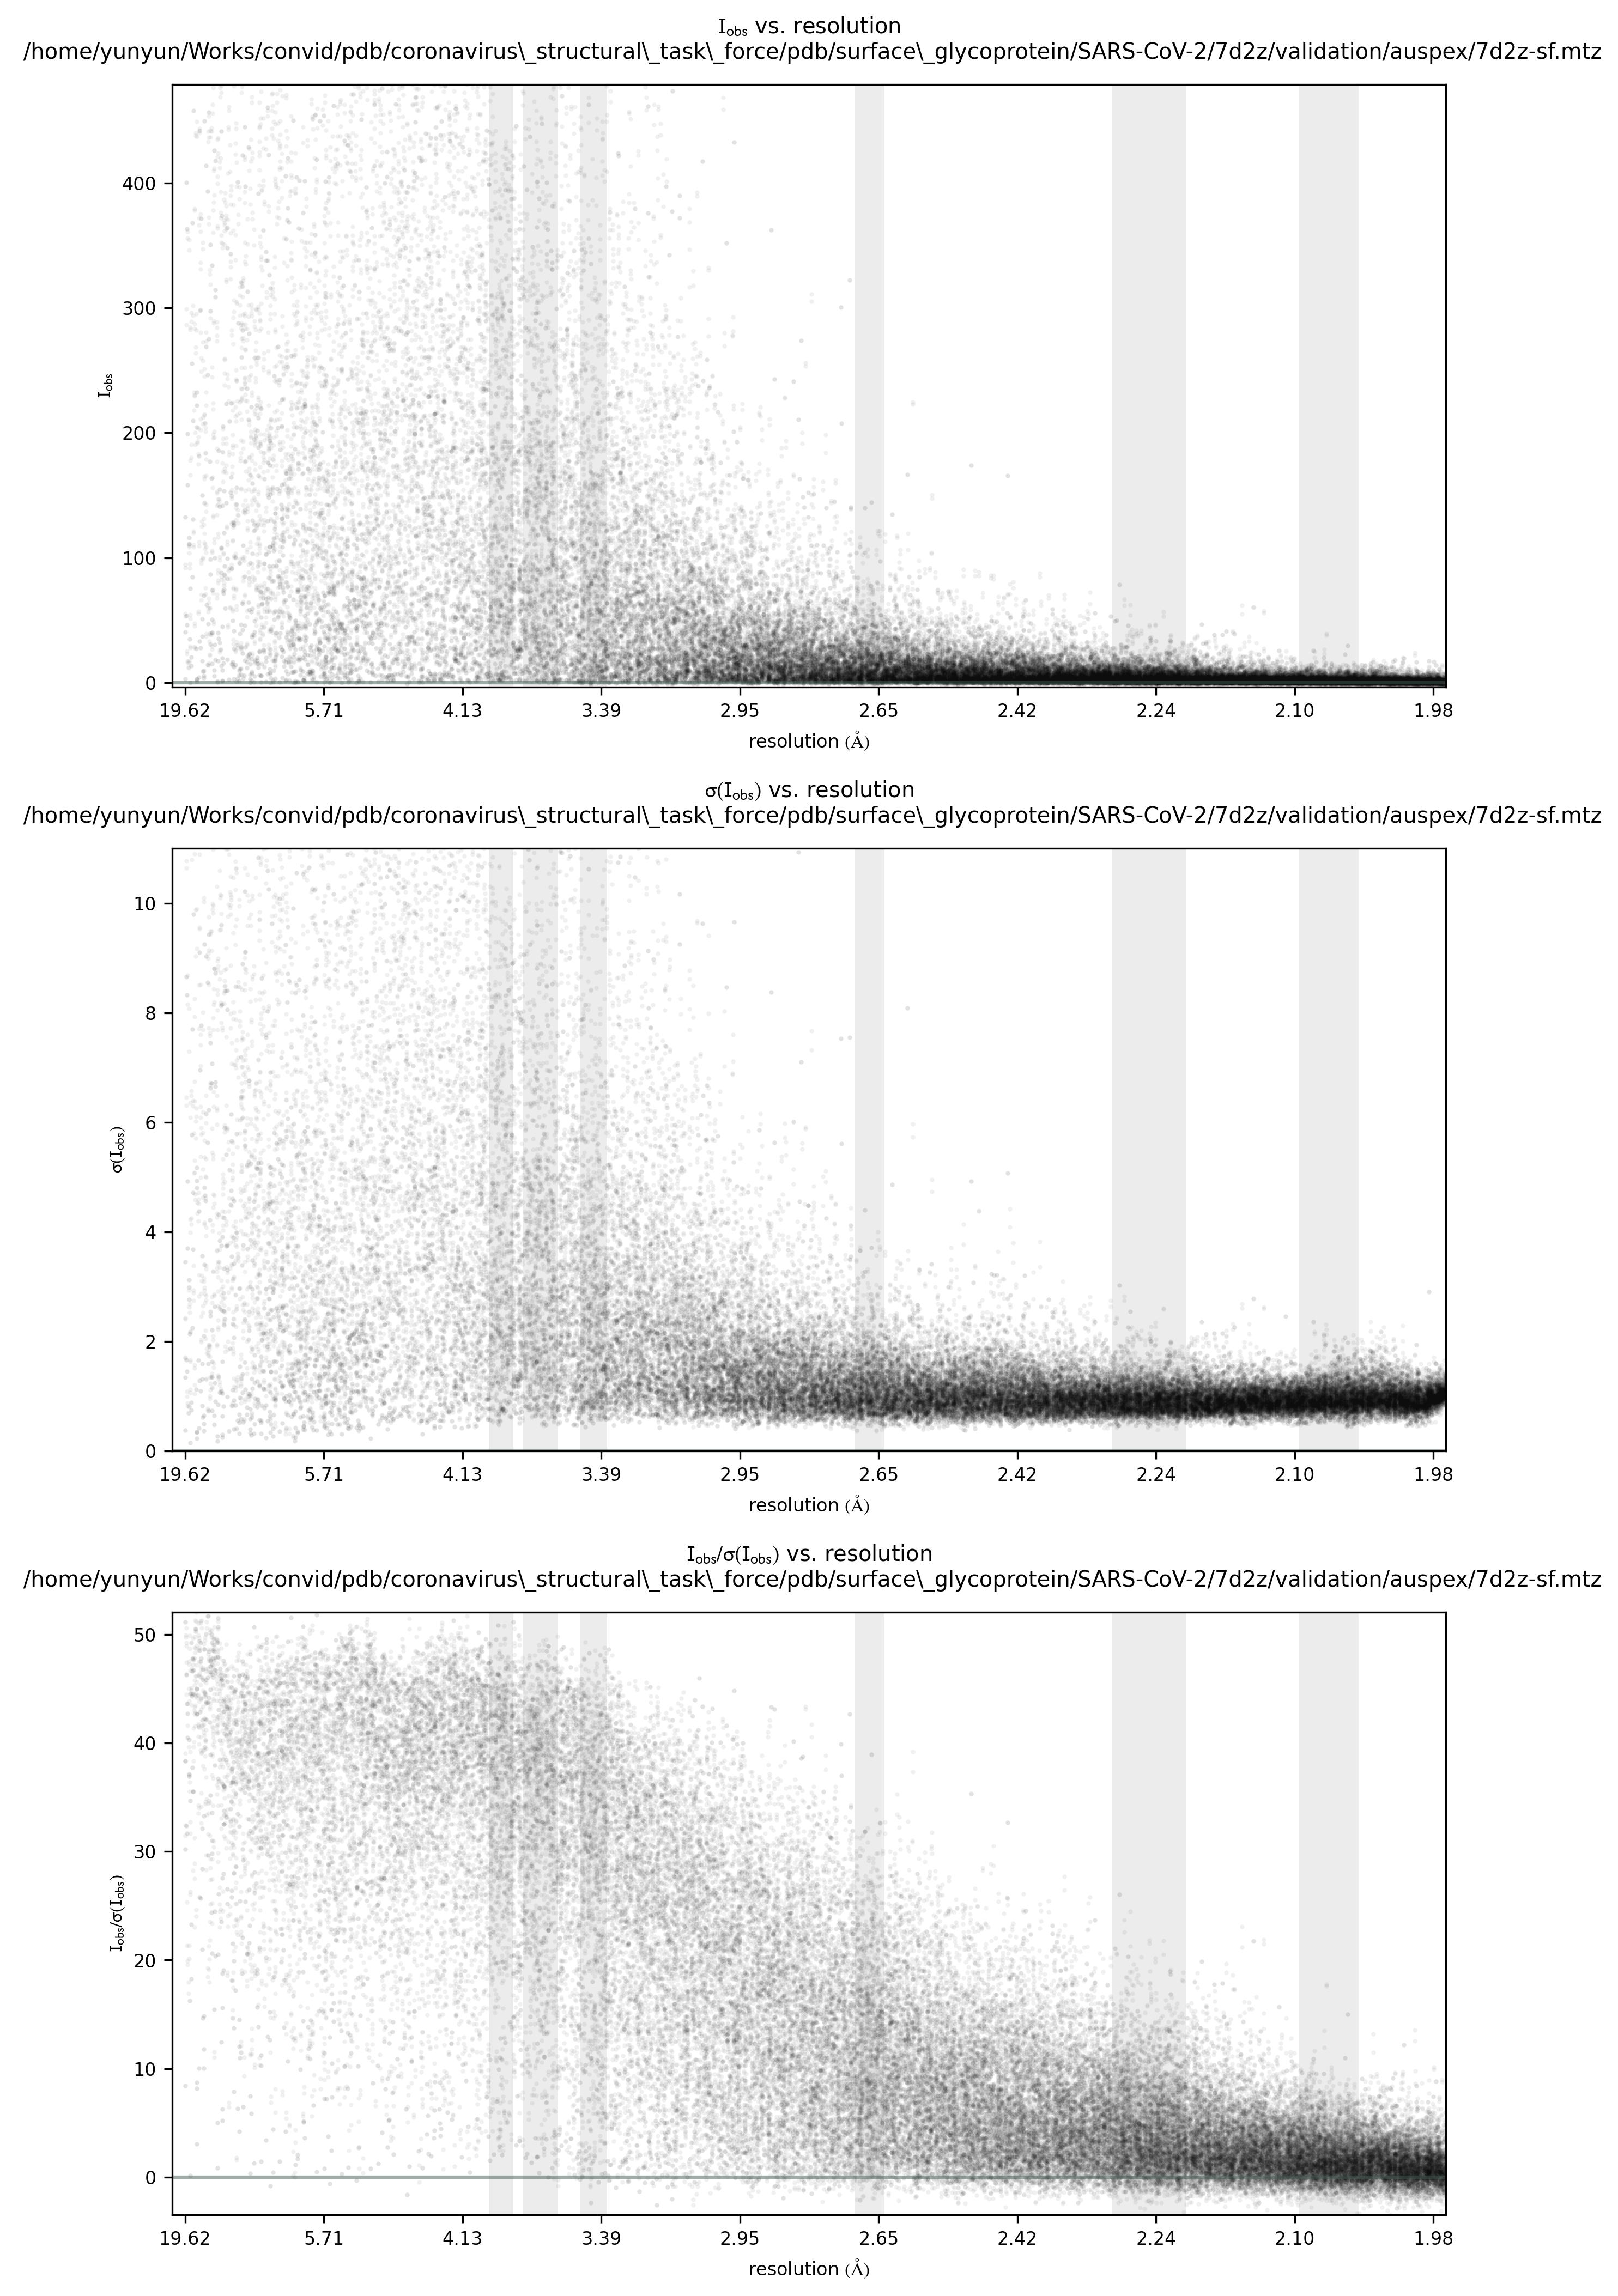 Iobs vs. resolution
/home/yunyun/Works/convid/pdb/coronavirus\_structural\_task\_force/pdb/surface\_glycoprotein/SARS-CoV-2/7d2z/validation/auspex/7d2z-sf.mtz
400
300
200
100
0
Iobs
19.62 5.71 4.13 3.39 2.95 2.65 2.42 2.24 2.10 1.98
resolution (Å)
σ(Iobs) vs. resolution
/home/yunyun/Works/convid/pdb/coronavirus\_structural\_task\_force/pdb/surface\_glycoprotein/SARS-CoV-2/7d2z/validation/auspex/7d2z-sf.mtz
10
8
6
4
2
0
σ(Iobs)
19.62 5.71 4.13 3.39 2.95 2.65 2.42 2.24 2.10 1.98
resolution (Å)
Iobs/σ(Iobs) vs. resolution
/home/yunyun/Works/convid/pdb/coronavirus\_structural\_task\_force/pdb/surface\_glycoprotein/SARS-CoV-2/7d2z/validation/auspex/7d2z-sf.mtz
50
40
30
20
10
0
Iobs/σ(Iobs)
19.62 5.71 4.13 3.39 2.95 2.65 2.42 2.24 2.10 1.98
resolution (Å)